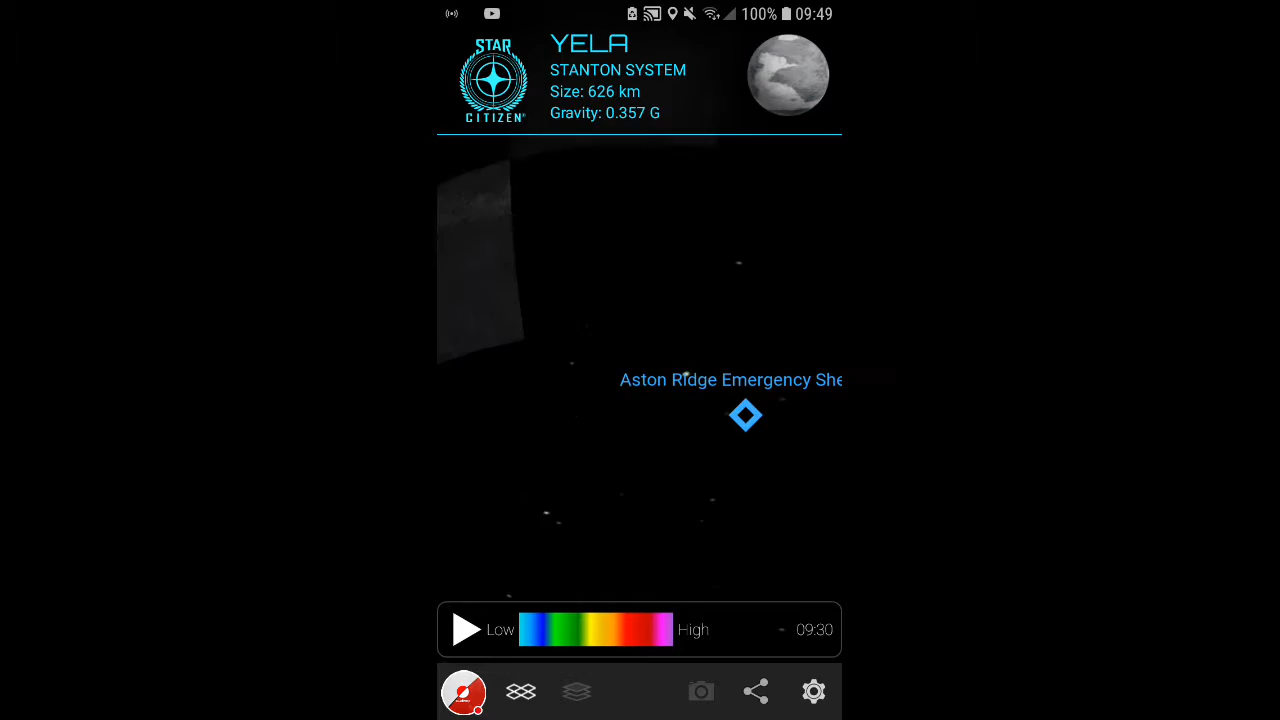 100% 09:49
STAR
CITIZEN®
YELA
STANTON SYSTEM
Size: 626 km
Gravity: 0.357 G
Aston Ridge Emergency She
Low
High
09:30